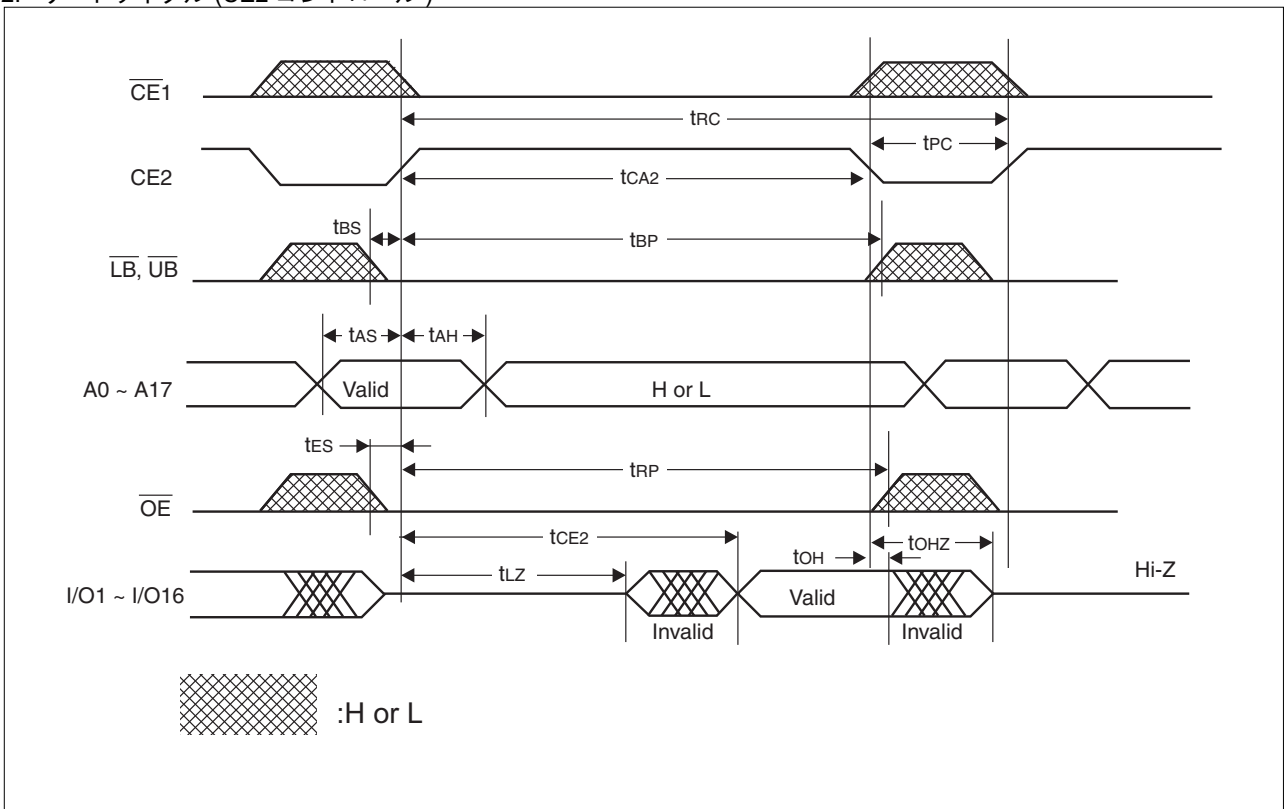 CE1
tRC
tPC
CE2
tCA2
tBS
tBP
LB, UB
tAS
tAH
A0 ~ A17
Valid
H or L
tES
tRP
OE
tCE2
tOH
tOHZ
tLZ
Hi-Z
I/O1 ~ I/O16
Valid
Invalid
Invalid
:H or L